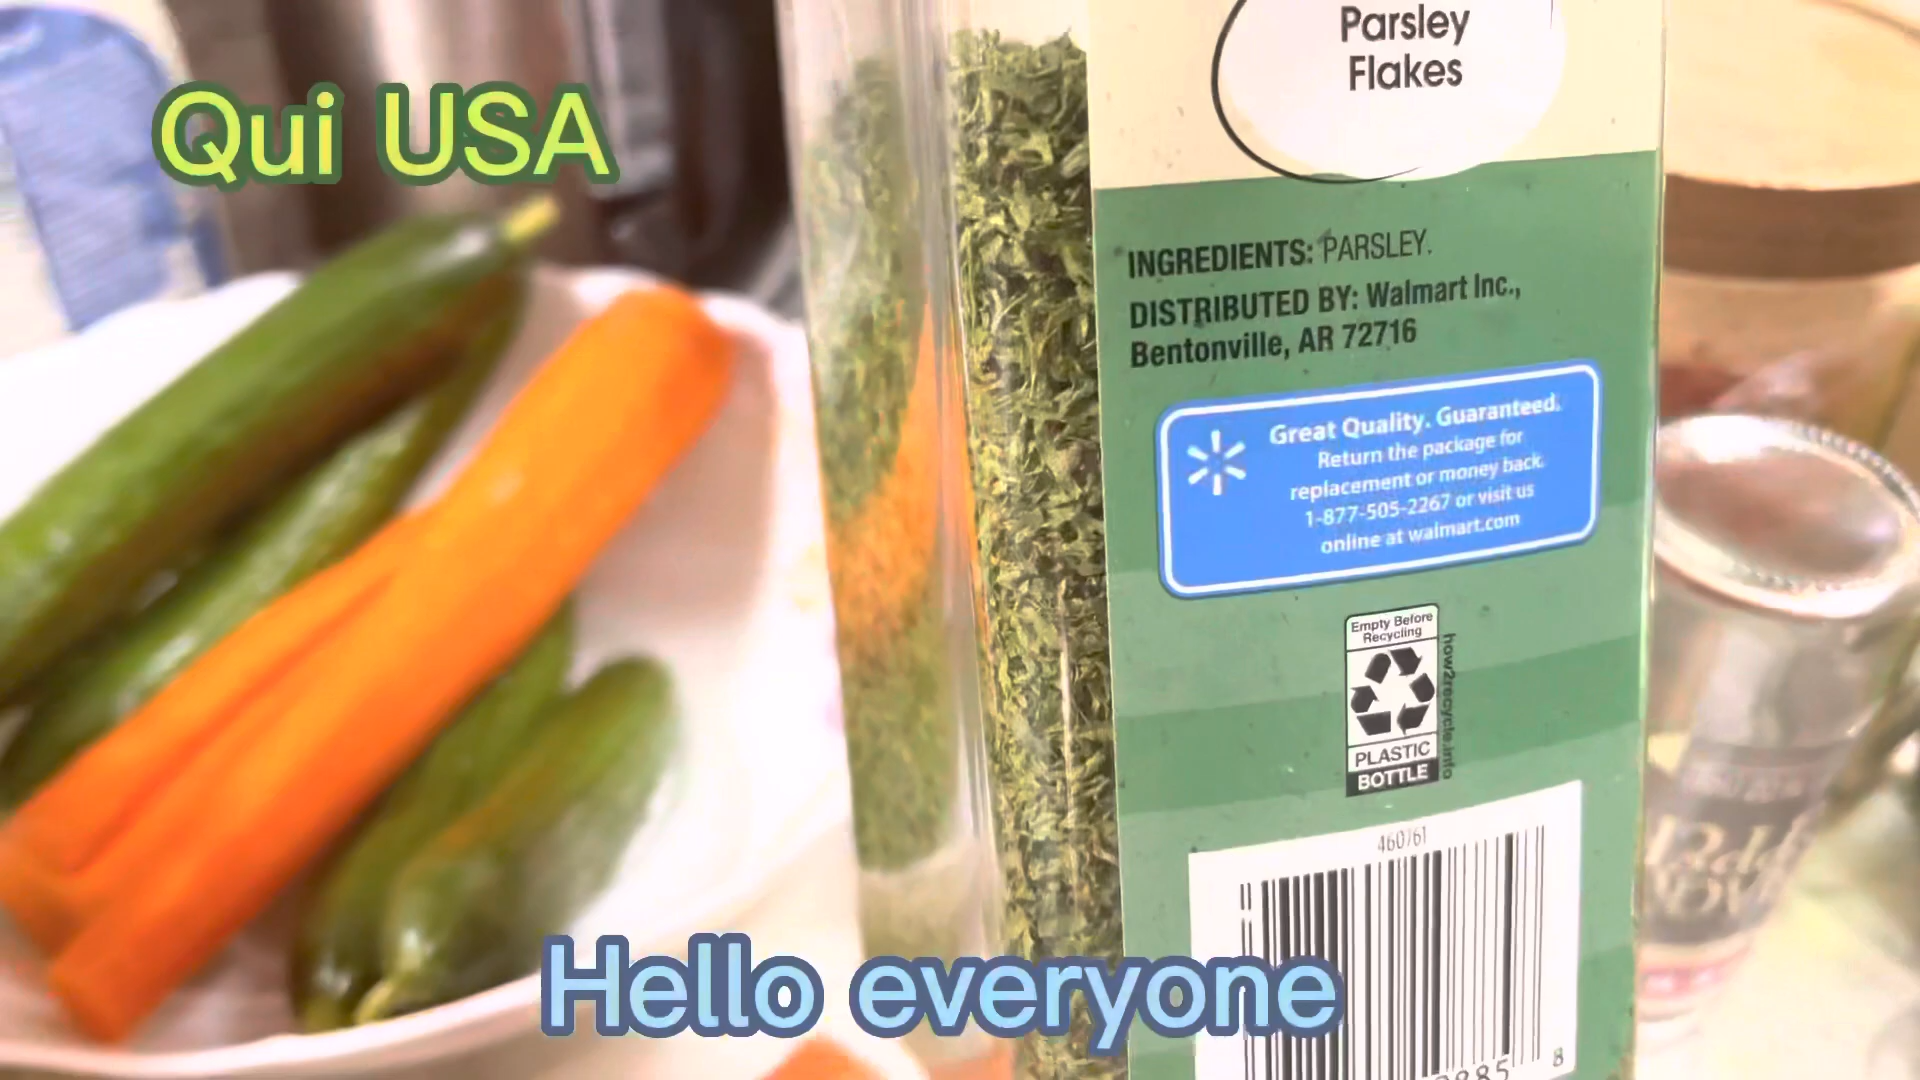 Qui USA
Parsley
Flakes
INGREDIENTS: PARSLEY.
DISTRIBUTED BY: Walmart Inc.,
Bentonville, AR 72716
Great Quality. Guaranteed.
Return the package for
replacement or money back.
1-877-505-2267 or visit us
online at walmart.com
Empty Before
Recycling
how2recycle.info
PLASTIC
BOTTLE
460761
885 8
Hello everyone